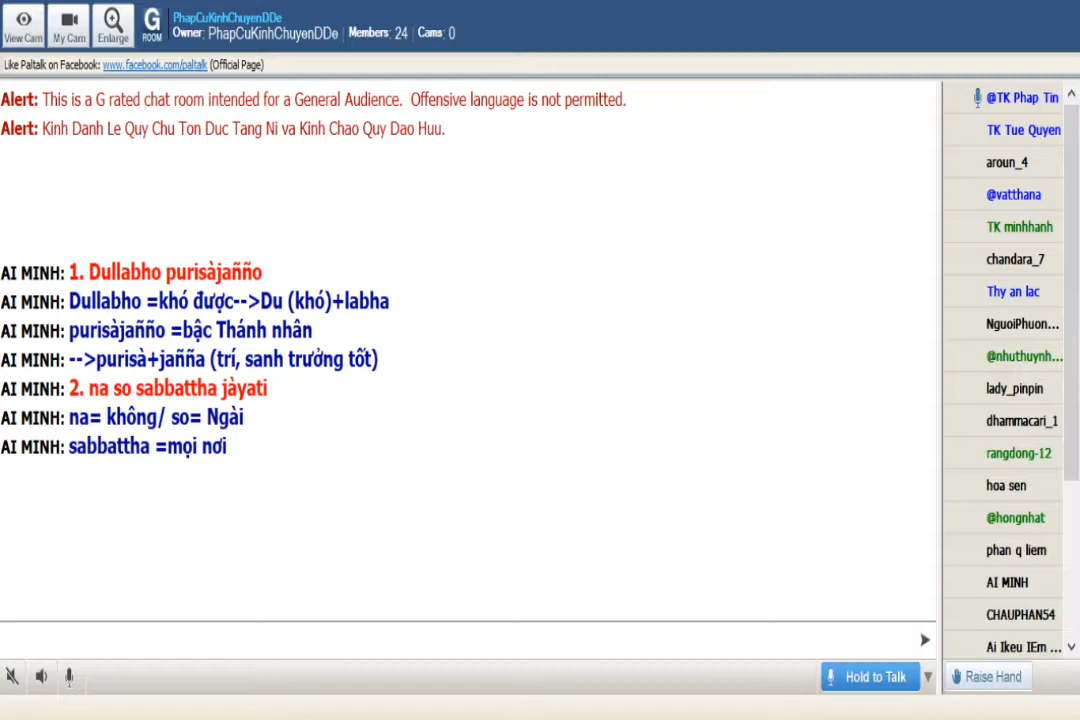 View Cam
My Cam
Enlarge
G
ROOM
PhapCuKinhChuyenDDe
Owner: PhapCuKinhChuyenDDe Members: 24 Cams: 0
Like Paltalk on Facebook: www.facebook.com/paltalk (Official Page)
Alert: This is a G rated chat room intended for a General Audience. Offensive language is not permitted.
Alert: Kinh Danh Le Quy Chu Ton Duc Tang Ni va Kinh Chao Quy Dao Huu.
AI MINH: 1. Dullabho purisàjañño
AI MINH: Dullabho =khó được-->Du (khó)+labha
AI MINH: purisàjañño =bậc Thánh nhân
AI MINH: -->purisà+jañña (trí, sanh trưởng tốt)
AI MINH: 2. na so sabbattha jàyati
AI MINH: na= không/ so= Ngài
AI MINH: sabbattha =mọi nơi
@TK Phap Tin
TK Tue Quyen
aroun_4
@vatthana
TK minhhanh
chandara_7
Thy an lac
NguoiPhuon...
@nhuthuynh...
lady_pinpin
dhammacari_1
rangdong-12
hoa sen
@hongnhat
phan q liem
AI MINH
CHAUPHAN54
Ai Ikeu IEm ...
Hold to Talk
Raise Hand